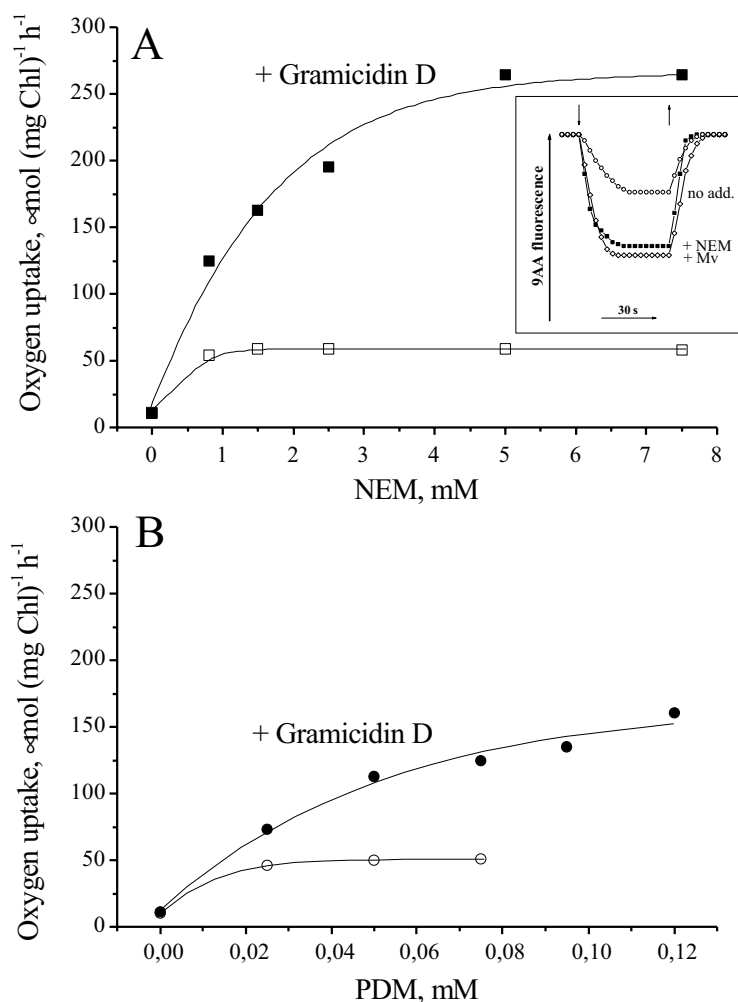 A
300
250
200
150
100
50
0
Oxygen uptake, ∝mol (mg Chl)⁻¹ h⁻¹
+ Gramicidin D
9AA fluorescence
no add.
+ NEM
+ Mv
30 s
0 1 2 3 4 5 6 7 8
NEM, mM
B
300
250
200
150
100
50
0
Oxygen uptake, ∝mol (mg Chl)⁻¹ h⁻¹
+ Gramicidin D
0,00 0,02 0,04 0,06 0,08 0,10 0,12
PDM, mM